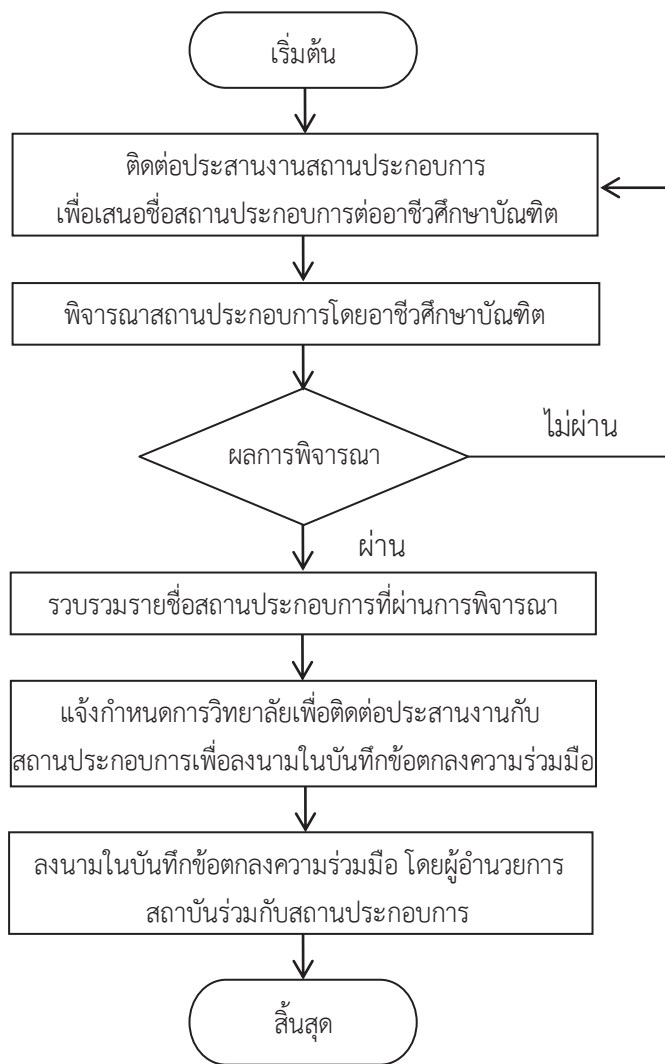 เริ่มต้น
ติดต่อประสานงานสถานประกอบการ
เพื่อเสนอชื่อสถานประกอบการต่ออาชีวศึกษาบัณฑิต
พิจารณาสถานประกอบการโดยอาชีวศึกษาบัณฑิต
ไม่ผ่าน
ผลการพิจารณา
ผ่าน
รวบรวมรายชื่อสถานประกอบการที่ผ่านการพิจารณา
แจ้งกำหนดการวิทยาลัยเพื่อติดต่อประสานงานกับ
สถานประกอบการเพื่อลงนามในบันทึกข้อตกลงความร่วมมือ
ลงนามในบันทึกข้อตกลงความร่วมมือ โดยผู้อำนวยการ
สถาบันร่วมกับสถานประกอบการ
สิ้นสุด